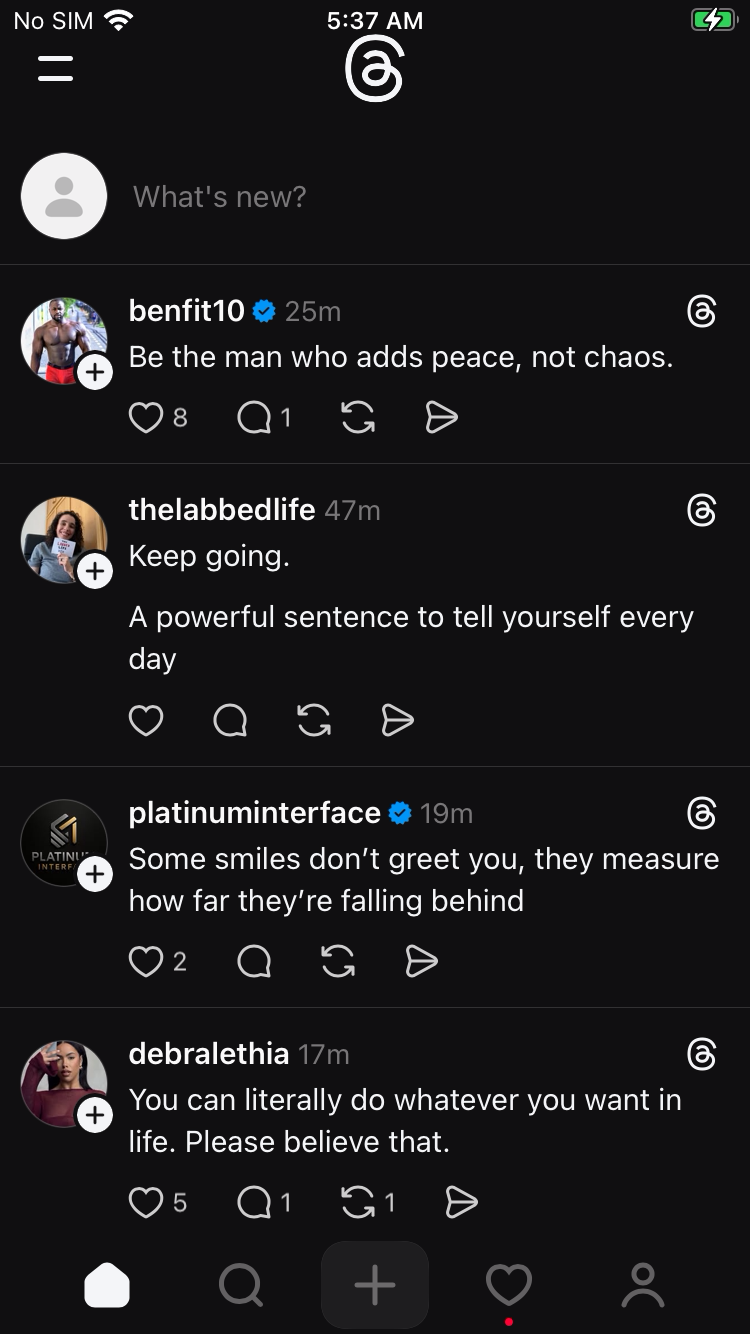 No SIM 5:37 AM
What's new?
benfit10 25m
Be the man who adds peace, not chaos.
8 1
thelabbedlife 47m
Keep going.
A powerful sentence to tell yourself every
day
platinuminterface 19m
PLATINU
INTERF
Some smiles don’t greet you, they measure
how far they’re falling behind
2
debralethia 17m
You can literally do whatever you want in
life. Please believe that.
5 1 1